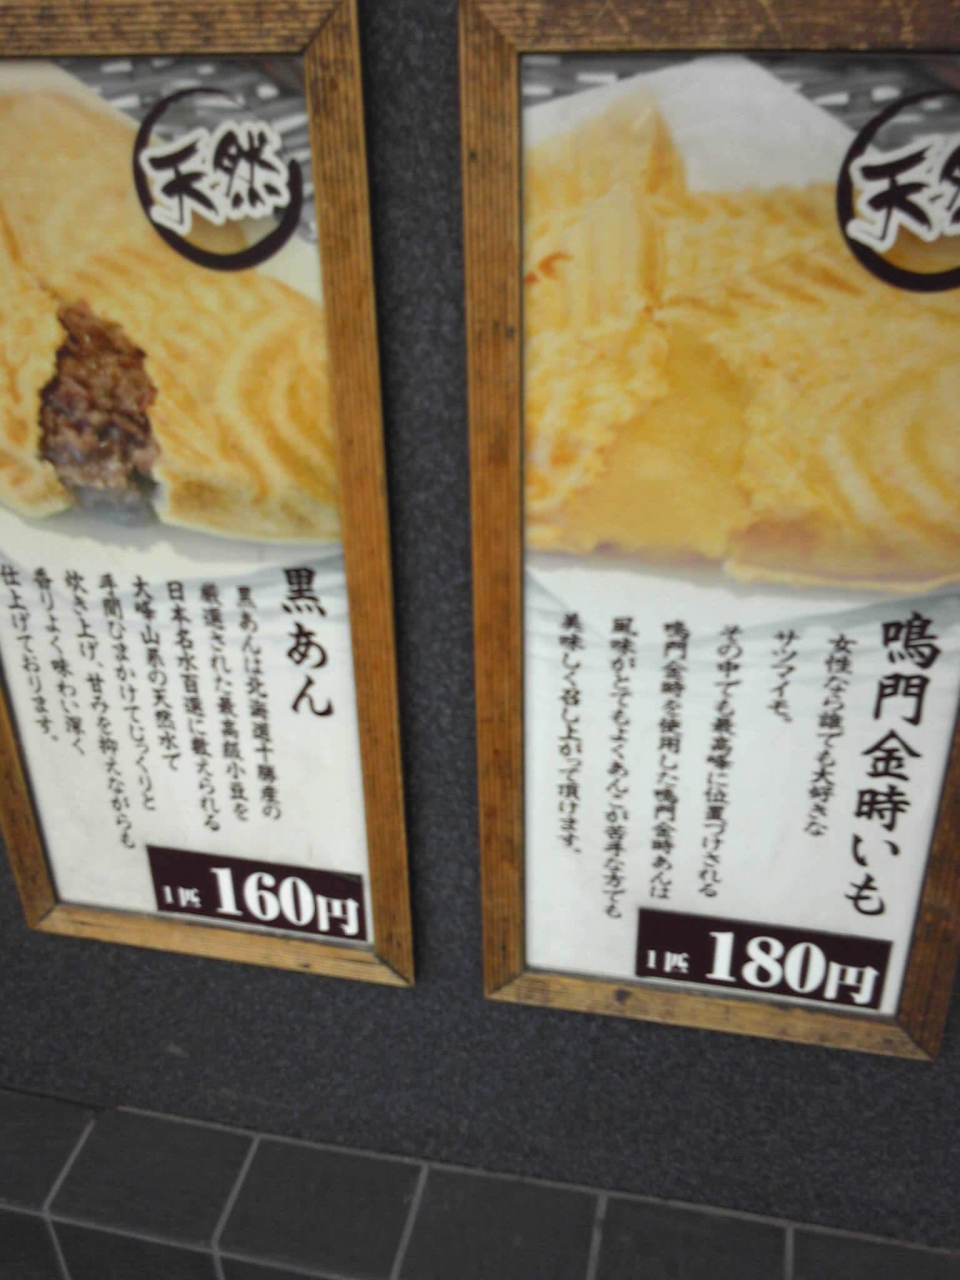 天然
黒あん
黒あんは北海道十勝産の
厳選された最高級小豆を
日本名水百選に数えられる
大峰山系の天然水で
手間ひまかけてじっくりと
炊き上げ、甘みを抑えながらも
香りよく味わい深く
仕上げております。
1匹 160円
天然
鳴門金時いも
女性なら誰でも大好きな
サツマイモ。
その中でも最高峰に位置づけされる
鳴門金時を使用した鳴門金時あんは
風味がとてもよくあんこが苦手な方でも
美味しく召し上がって頂けます。
1匹 180円